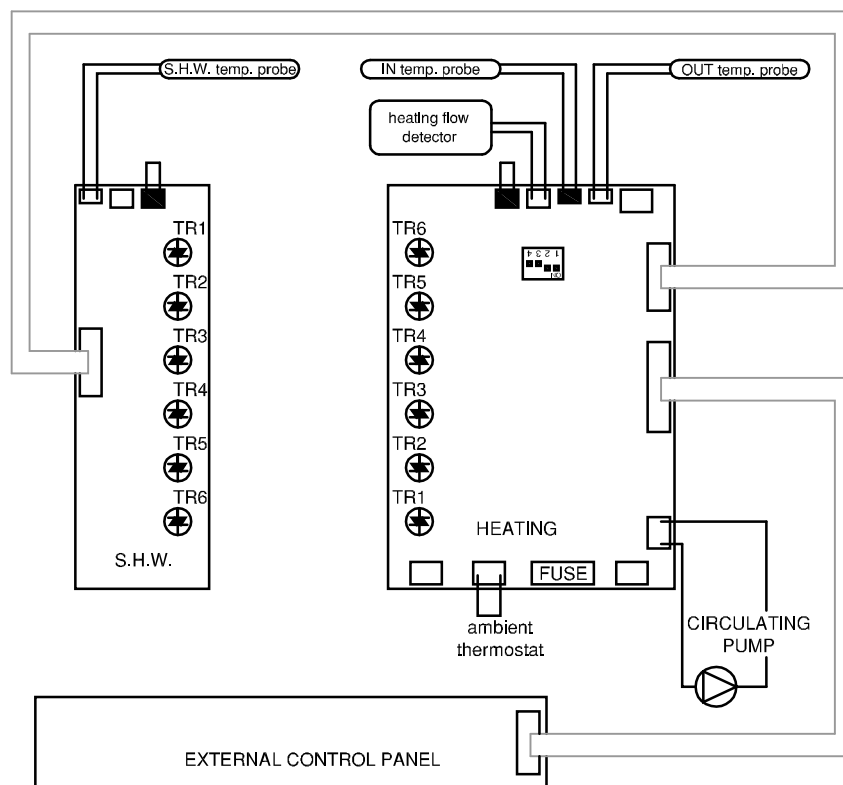 S.H.W. temp. probe
IN temp. probe
OUT temp. probe
heating flow
detector
TR1
TR2
TR3
TR4
TR5
TR6
S.H.W.
TR6
TR5
TR4
TR3
TR2
TR1
1 2 3 4
ON
HEATING
FUSE
ambient
thermostat
CIRCULATING
PUMP
EXTERNAL CONTROL PANEL